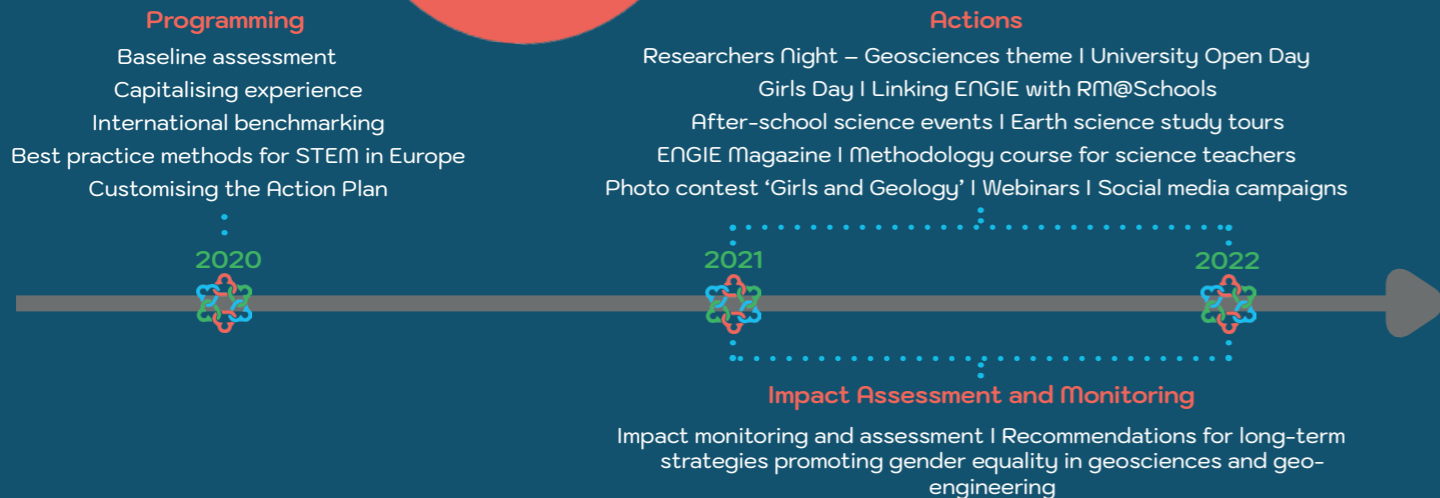 Programming
Baseline assessment
Capitalising experience
International benchmarking
Best practice methods for STEM in Europe
Customising the Action Plan
Actions
Researchers Night – Geosciences theme I University Open Day
Girls Day I Linking ENGIE with RM@Schools
After-school science events I Earth science study tours
ENGIE Magazine I Methodology course for science teachers
Photo contest ‘Girls and Geology’ I Webinars I Social media campaigns
2020
2021
2022
Impact Assessment and Monitoring
Impact monitoring and assessment I Recommendations for long-term
strategies promoting gender equality in geosciences and geo-
engineering